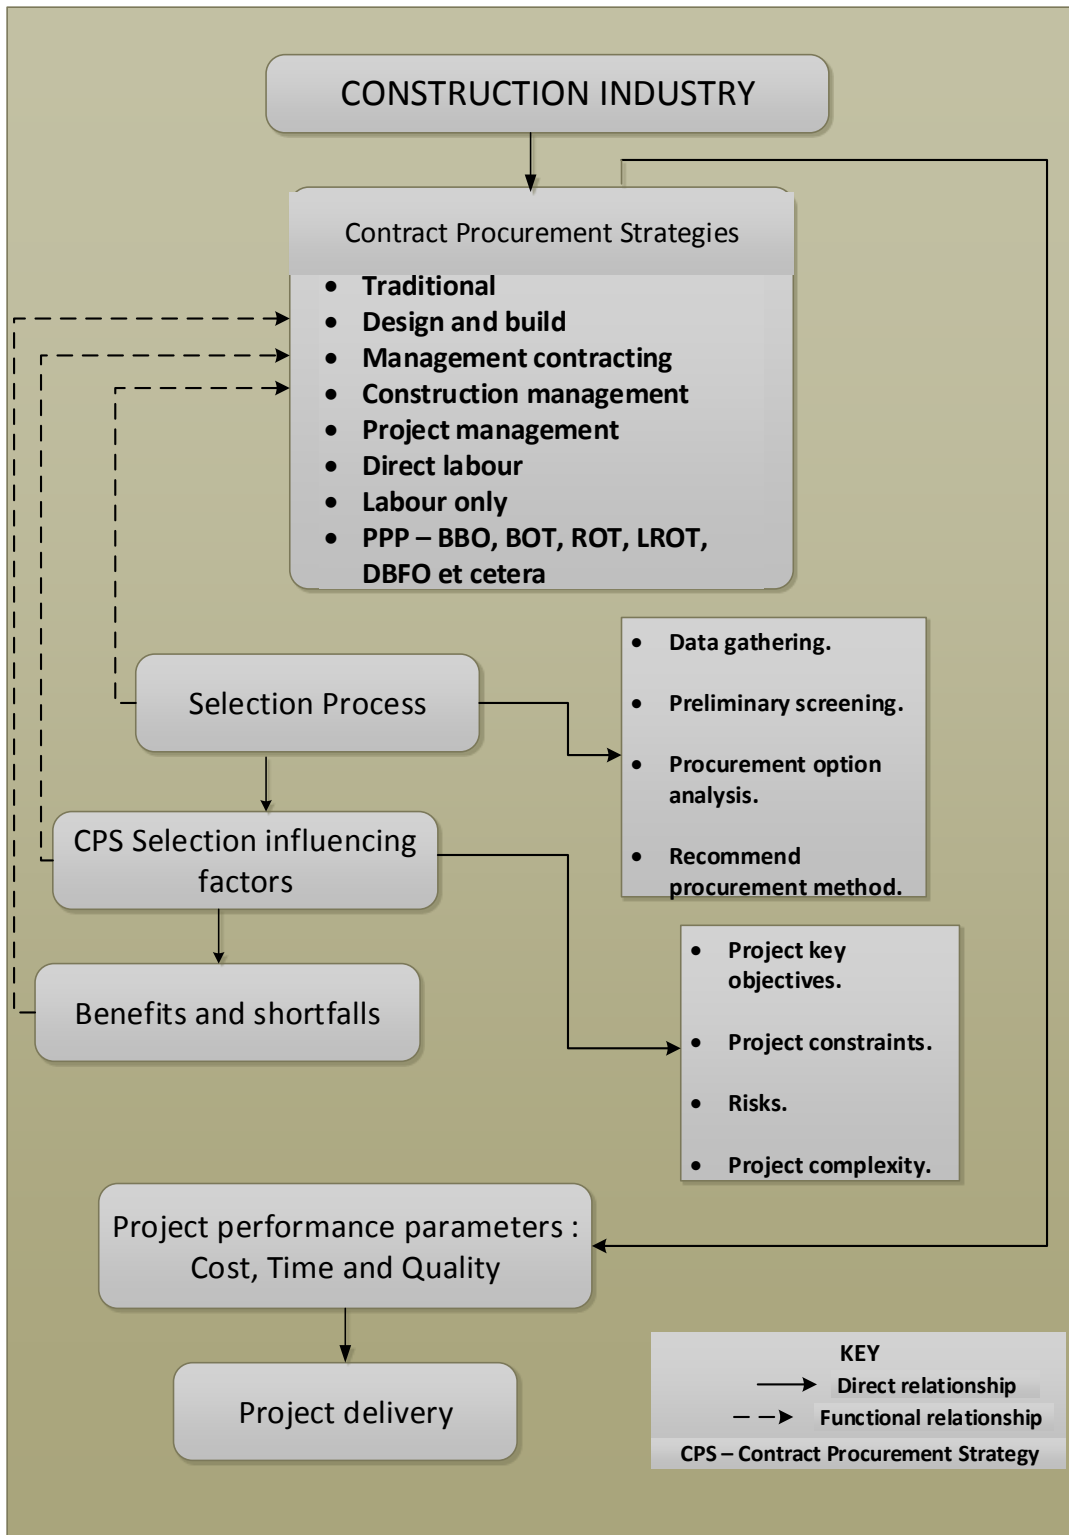 CONSTRUCTION INDUSTRY
Contract Procurement Strategies
• Traditional
• Design and build
• Management contracting
• Construction management
• Project management
• Direct labour
• Labour only
• PPP – BBO, BOT, ROT, LROT,
DBFO et cetera
Selection Process
• Data gathering.
• Preliminary screening.
• Procurement option
analysis.
• Recommend
procurement method.
CPS Selection influencing
factors
• Project key
objectives.
• Project constraints.
• Risks.
• Project complexity.
Benefits and shortfalls
Project performance parameters :
Cost, Time and Quality
Project delivery
KEY
Direct relationship
Functional relationship
CPS – Contract Procurement Strategy